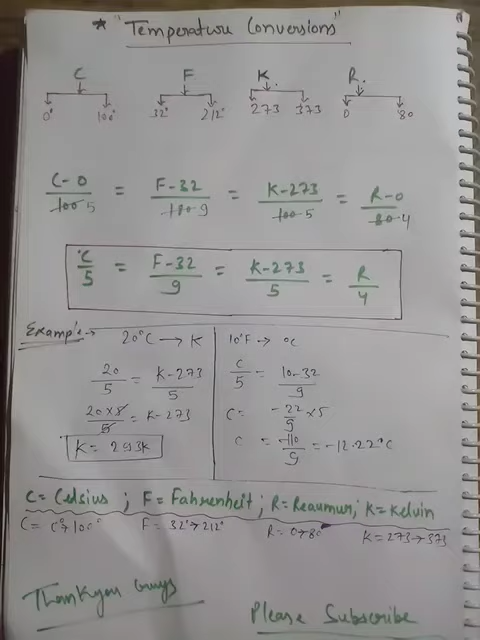 * "Temperature Conversions"
C F K R.
0° 100° 32° 212° 273 373 0 80
C-0/100 5 = F-32/180 9 = K-273/100 5 = R-0/80 4
C/5 = F-32/9 = K-273/5 = R/4
Example→ 20°C → K 10°F → °C
20/5 = K-273/5 C/5 = 10-32/9
20×5/5 = K-273 C = -22/9 ×5
K = 293K C = -110/9 = -12.22°C
C = Celsius ; F = Fahrenheit ; R = Reaumur ; K = Kelvin
C = 0°→100° F = 32°→212° R = 0→80 K = 273→373
Thankyou Guys
Please Subscribe